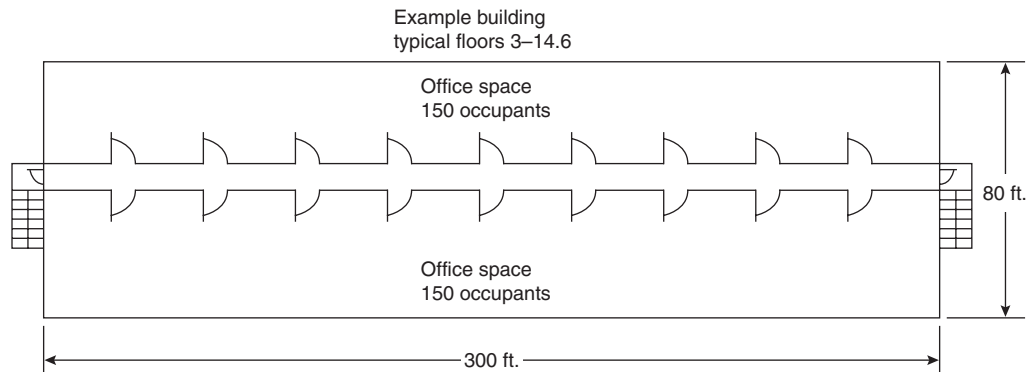 Example building
typical floors 3–14.6
Office space
150 occupants
80 ft.
Office space
150 occupants
300 ft.